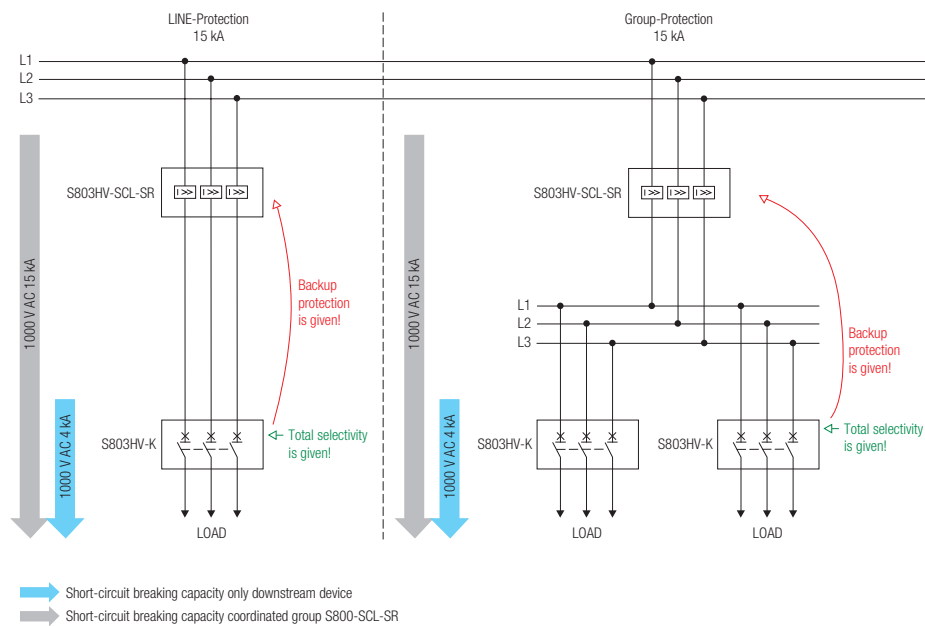 LINE-Protection
15 kA
Group-Protection
15 kA
L1
L2
L3
S803HV-SCL-SR
I >>
I >>
I >>
S803HV-SCL-SR
I >>
I >>
I >>
1000 V AC 15 kA
1000 V AC 15 kA
Backup
protection
is given!
L1
L2
L3
Backup
protection
is given!
1000 V AC 4 kA
1000 V AC 4 kA
S803HV-K
Total selectivity
is given!
S803HV-K
S803HV-K
Total selectivity
is given!
LOAD
LOAD
LOAD
Short-circuit breaking capacity only downstream device
Short-circuit breaking capacity coordinated group S800-SCL-SR